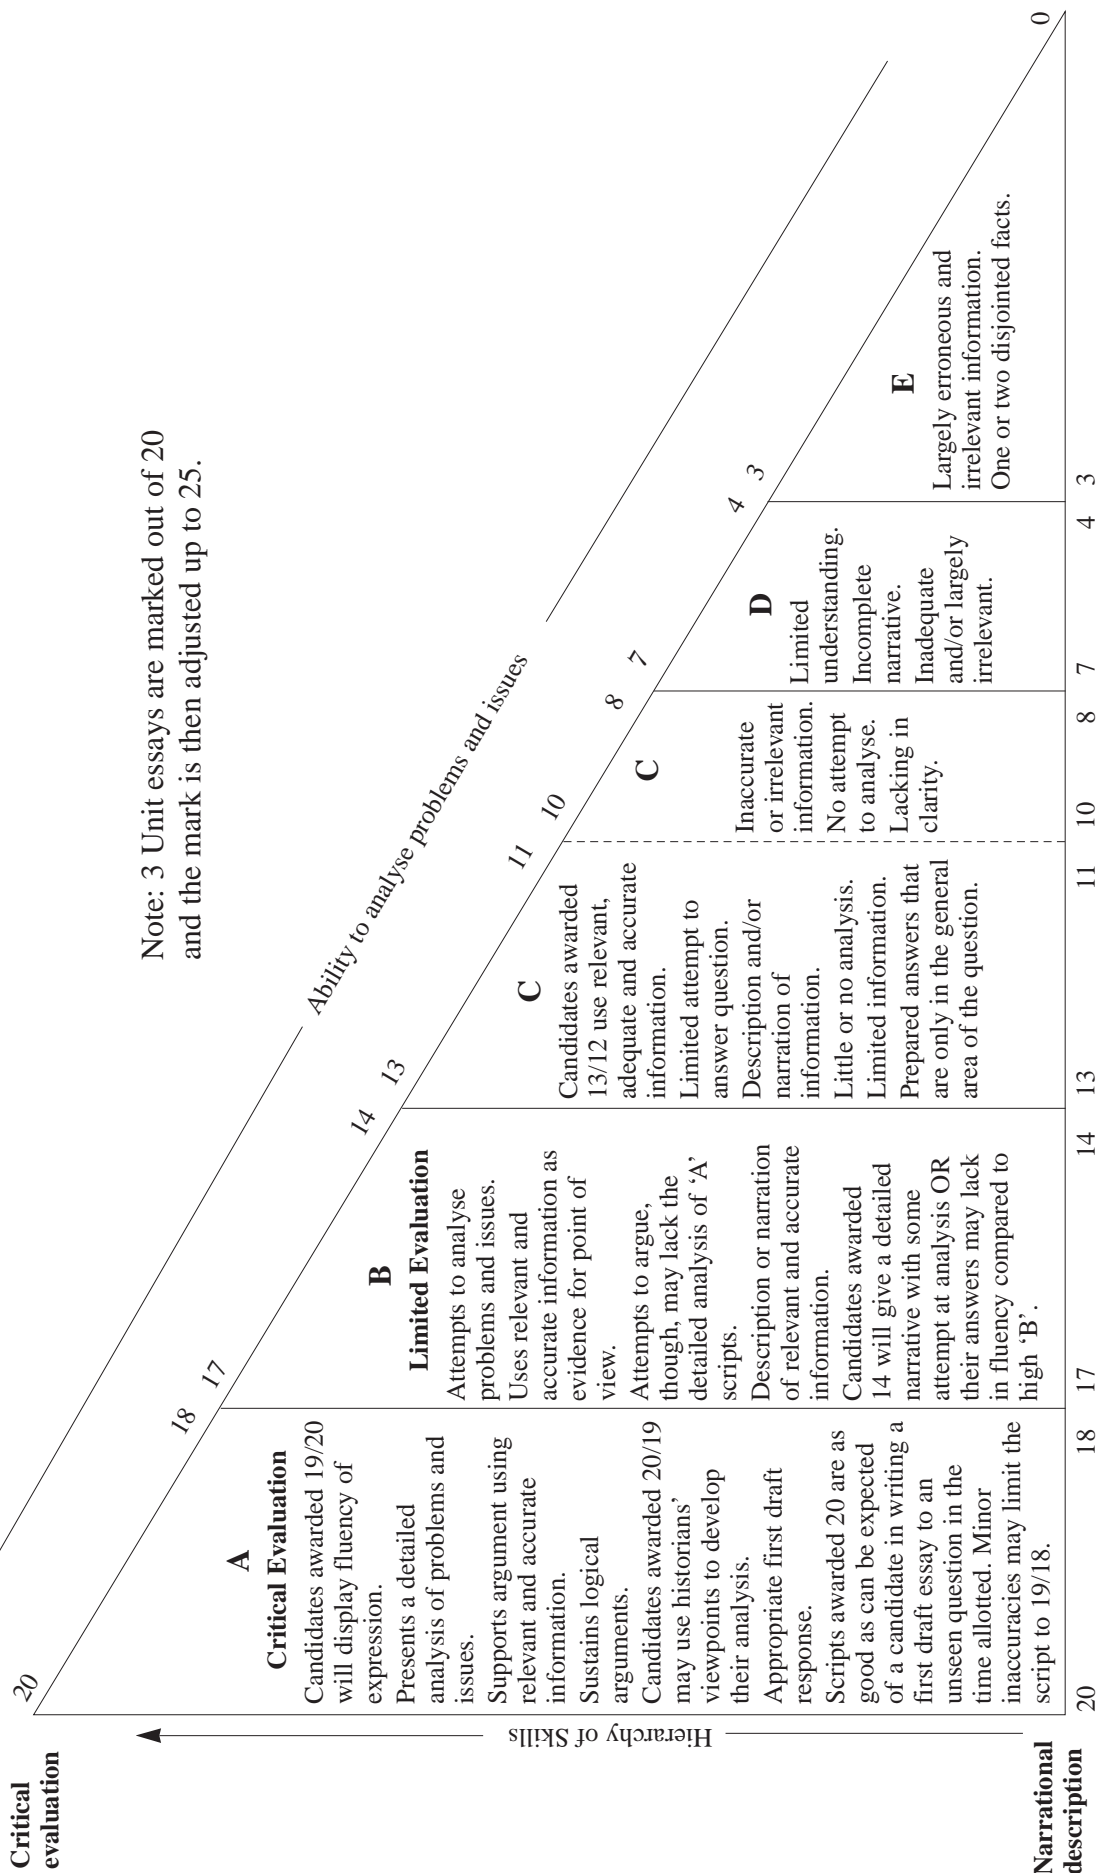 Note: 3 Unit essays are marked out of 20
and the mark is then adjusted up to 25.
Critical
evaluation
Hierarchy of Skills
Narrational
description
Ability to analyse problems and issues
20
18
17
14
13
11
10
8
7
4
3
0
A
Critical Evaluation
Candidates awarded 19/20
will display fluency of
expression.
Presents a detailed
analysis of problems and
issues.
Supports argument using
relevant and accurate
information.
Sustains logical
arguments.
Candidates awarded 20/19
may use historians’
viewpoints to develop
their analysis.
Appropriate first draft
response.
Scripts awarded 20 are as
good as can be expected
of a candidate in writing a
first draft essay to an
unseen question in the
time allotted. Minor
inaccuracies may limit the
script to 19/18.
B
Limited Evaluation
Attempts to analyse
problems and issues.
Uses relevant and
accurate information as
evidence for point of
view.
Attempts to argue,
though, may lack the
detailed analysis of ‘A’
scripts.
Description or narration
of relevant and accurate
information.
Candidates awarded
14 will give a detailed
narrative with some
attempt at analysis OR
their answers may lack
in fluency compared to
high ‘B’.
C
Candidates awarded
13/12 use relevant,
adequate and accurate
information.
Limited attempt to
answer question.
Description and/or
narration of
information.
Little or no analysis.
Limited information.
Prepared answers that
are only in the general
area of the question.
C
Inaccurate
or irrelevant
information.
No attempt
to analyse.
Lacking in
clarity.
D
Limited
understanding.
Incomplete
narrative.
Inadequate
and/or largely
irrelevant.
E
Largely erroneous and
irrelevant information.
One or two disjointed facts.
20
18
17
14
13
11
10
8
7
4
3